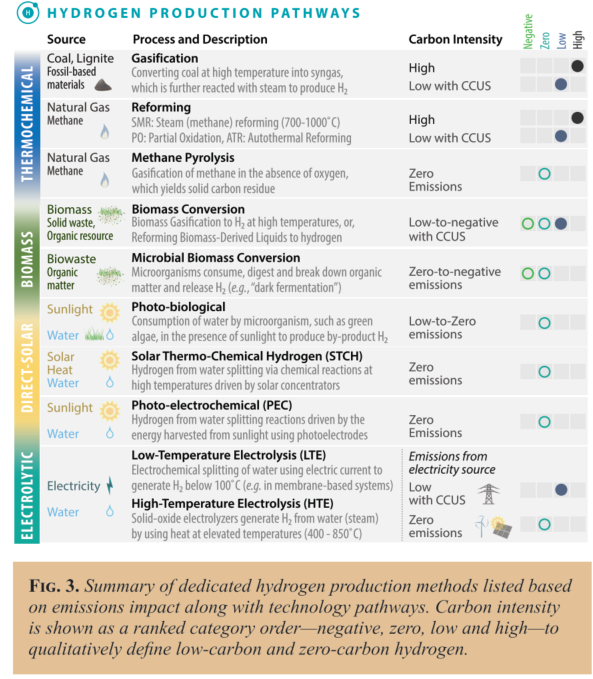 HYDROGEN PRODUCTION PATHWAYS
Source Process and Description Carbon Intensity Negative Zero Low High
THERMOCHEMICAL
Coal, Lignite Gasification
Fossil-based Converting coal at high temperature into syngas, High
materials which is further reacted with steam to produce H₂ Low with CCUS
Natural Gas Reforming
Methane SMR: Steam (methane) reforming (700-1000˚C) High
PO: Partial Oxidation, ATR: Autothermal Reforming Low with CCUS
Natural Gas Methane Pyrolysis
Methane Gasification of methane in the absence of oxygen, Zero
which yields solid carbon residue Emissions
BIOMASS
Biomass Biomass Conversion
Solid waste, Biomass Gasification to H₂ at high temperatures, or, Low-to-negative
Organic resource Reforming Biomass-Derived Liquids to hydrogen with CCUS
Biowaste Microbial Biomass Conversion
Organic Microorganisms consume, digest and break down organic Zero-to-negative
matter matter and release H₂ (e.g., “dark fermentation”) emissions
DIRECT-SOLAR
Sunlight Photo-biological
Consumption of water by microorganism, such as green Low-to-Zero
Water algae, in the presence of sunlight to produce by-product H₂ emissions
Solar Solar Thermo-Chemical Hydrogen (STCH)
Heat Hydrogen from water splitting via chemical reactions at Zero
Water high temperatures driven by solar concentrators emissions
Sunlight Photo-electrochemical (PEC)
Hydrogen from water splitting reactions driven by the Zero
Water energy harvested from sunlight using photoelectrodes Emissions
ELECTROLYTIC
Low-Temperature Electrolysis (LTE) Emissions from
Electrochemical splitting of water using electric current to electricity source
Electricity generate H₂ below 100˚C (e.g. in membrane-based systems) Low
High-Temperature Electrolysis (HTE) with CCUS
Water Solid-oxide electrolyzers generate H₂ from water (steam) Zero
by using heat at elevated temperatures (400 - 850˚C) emissions
FIG. 3. Summary of dedicated hydrogen production methods listed based
on emissions impact along with technology pathways. Carbon intensity
is shown as a ranked category order—negative, zero, low and high—to
qualitatively define low-carbon and zero-carbon hydrogen.